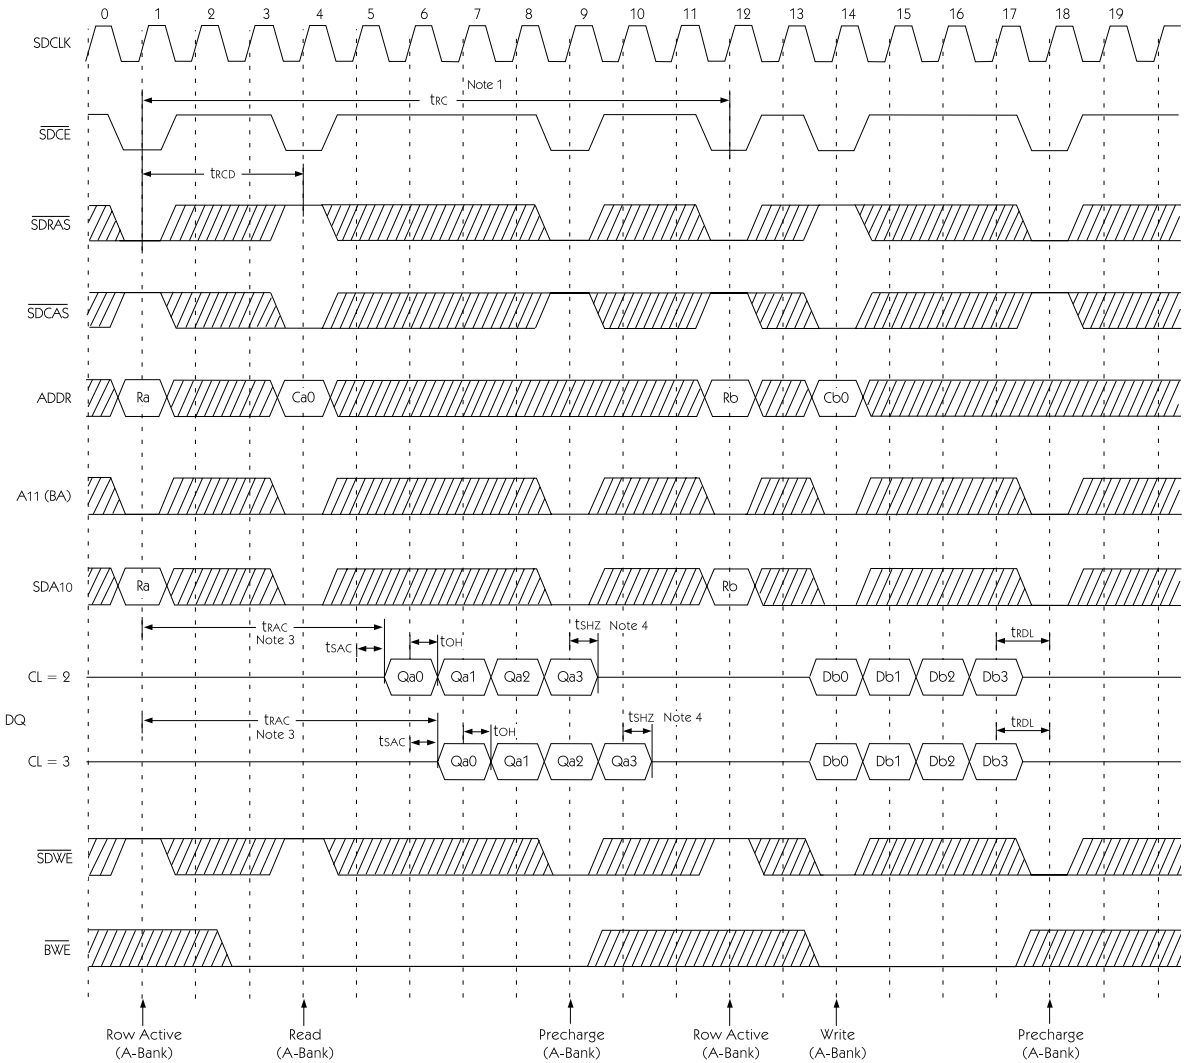 0 1 2 3 4 5 6 7 8 9 10 11 12 13 14 15 16 17 18 19
SDCLK
Note 1
tRC
SDCE
tRCD
SDRAS
SDCAS
ADDR Ra Ca0 Rb Cb0
A11 (BA)
SDA10 Ra Rb
tRAC
Note 3
tSAC
tOH
tSHZ Note 4
tRDL
CL = 2 Qa0 Qa1 Qa2 Qa3 Db0 Db1 Db2 Db3
DQ
tRAC
Note 3
tSAC
tOH
tSHZ Note 4
tRDL
CL = 3 Qa0 Qa1 Qa2 Qa3 Db0 Db1 Db2 Db3
SDWE
BWE
Row Active
(A-Bank)
Read
(A-Bank)
Precharge
(A-Bank)
Row Active
(A-Bank)
Write
(A-Bank)
Precharge
(A-Bank)